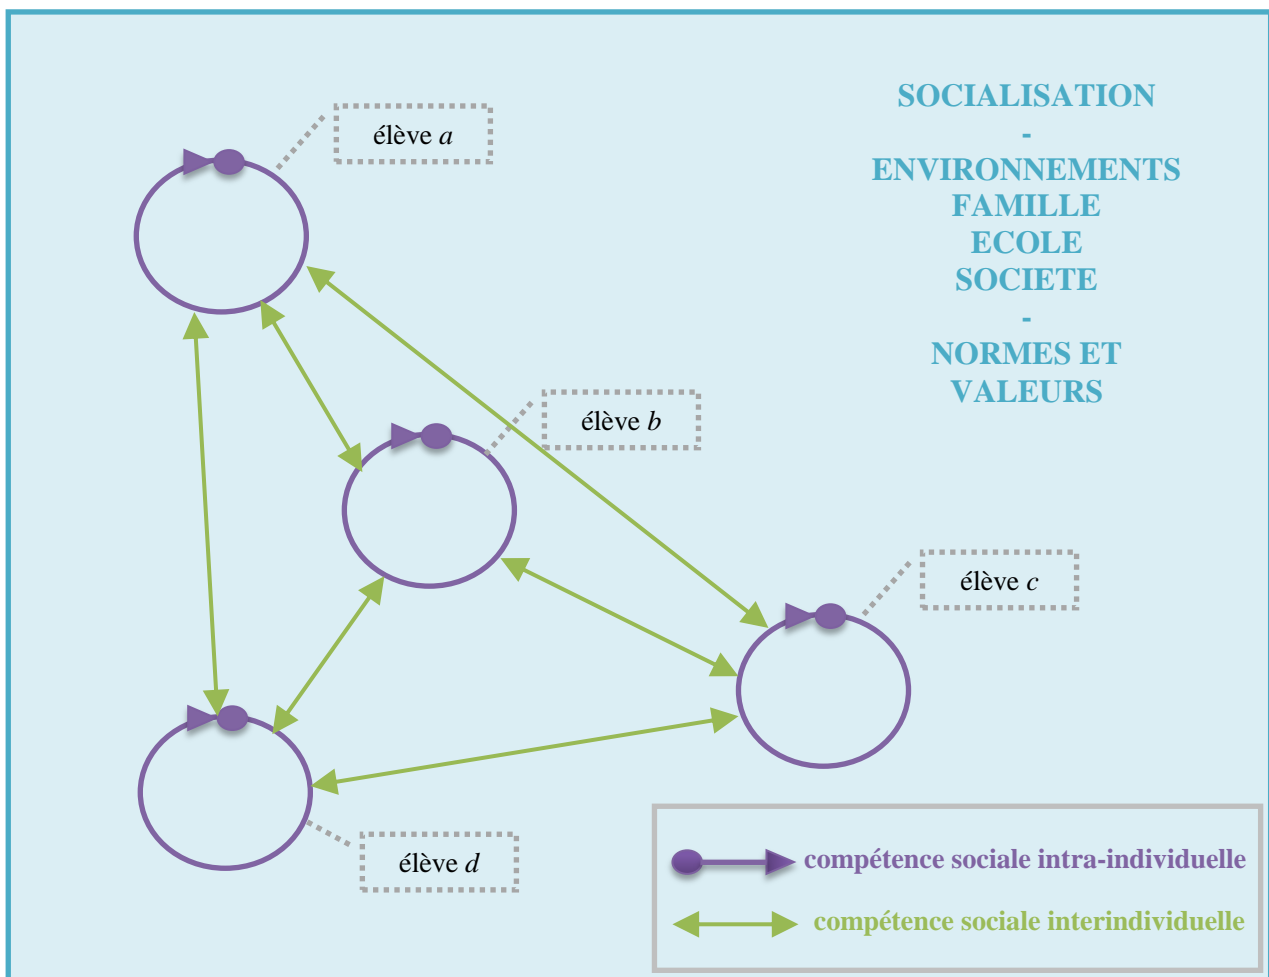 SOCIALISATION
-
ENVIRONNEMENTS
FAMILLE
ECOLE
SOCIETE
-
NORMES ET
VALEURS
élève a
élève b
élève c
élève d
compétence sociale intra-individuelle
compétence sociale interindividuelle